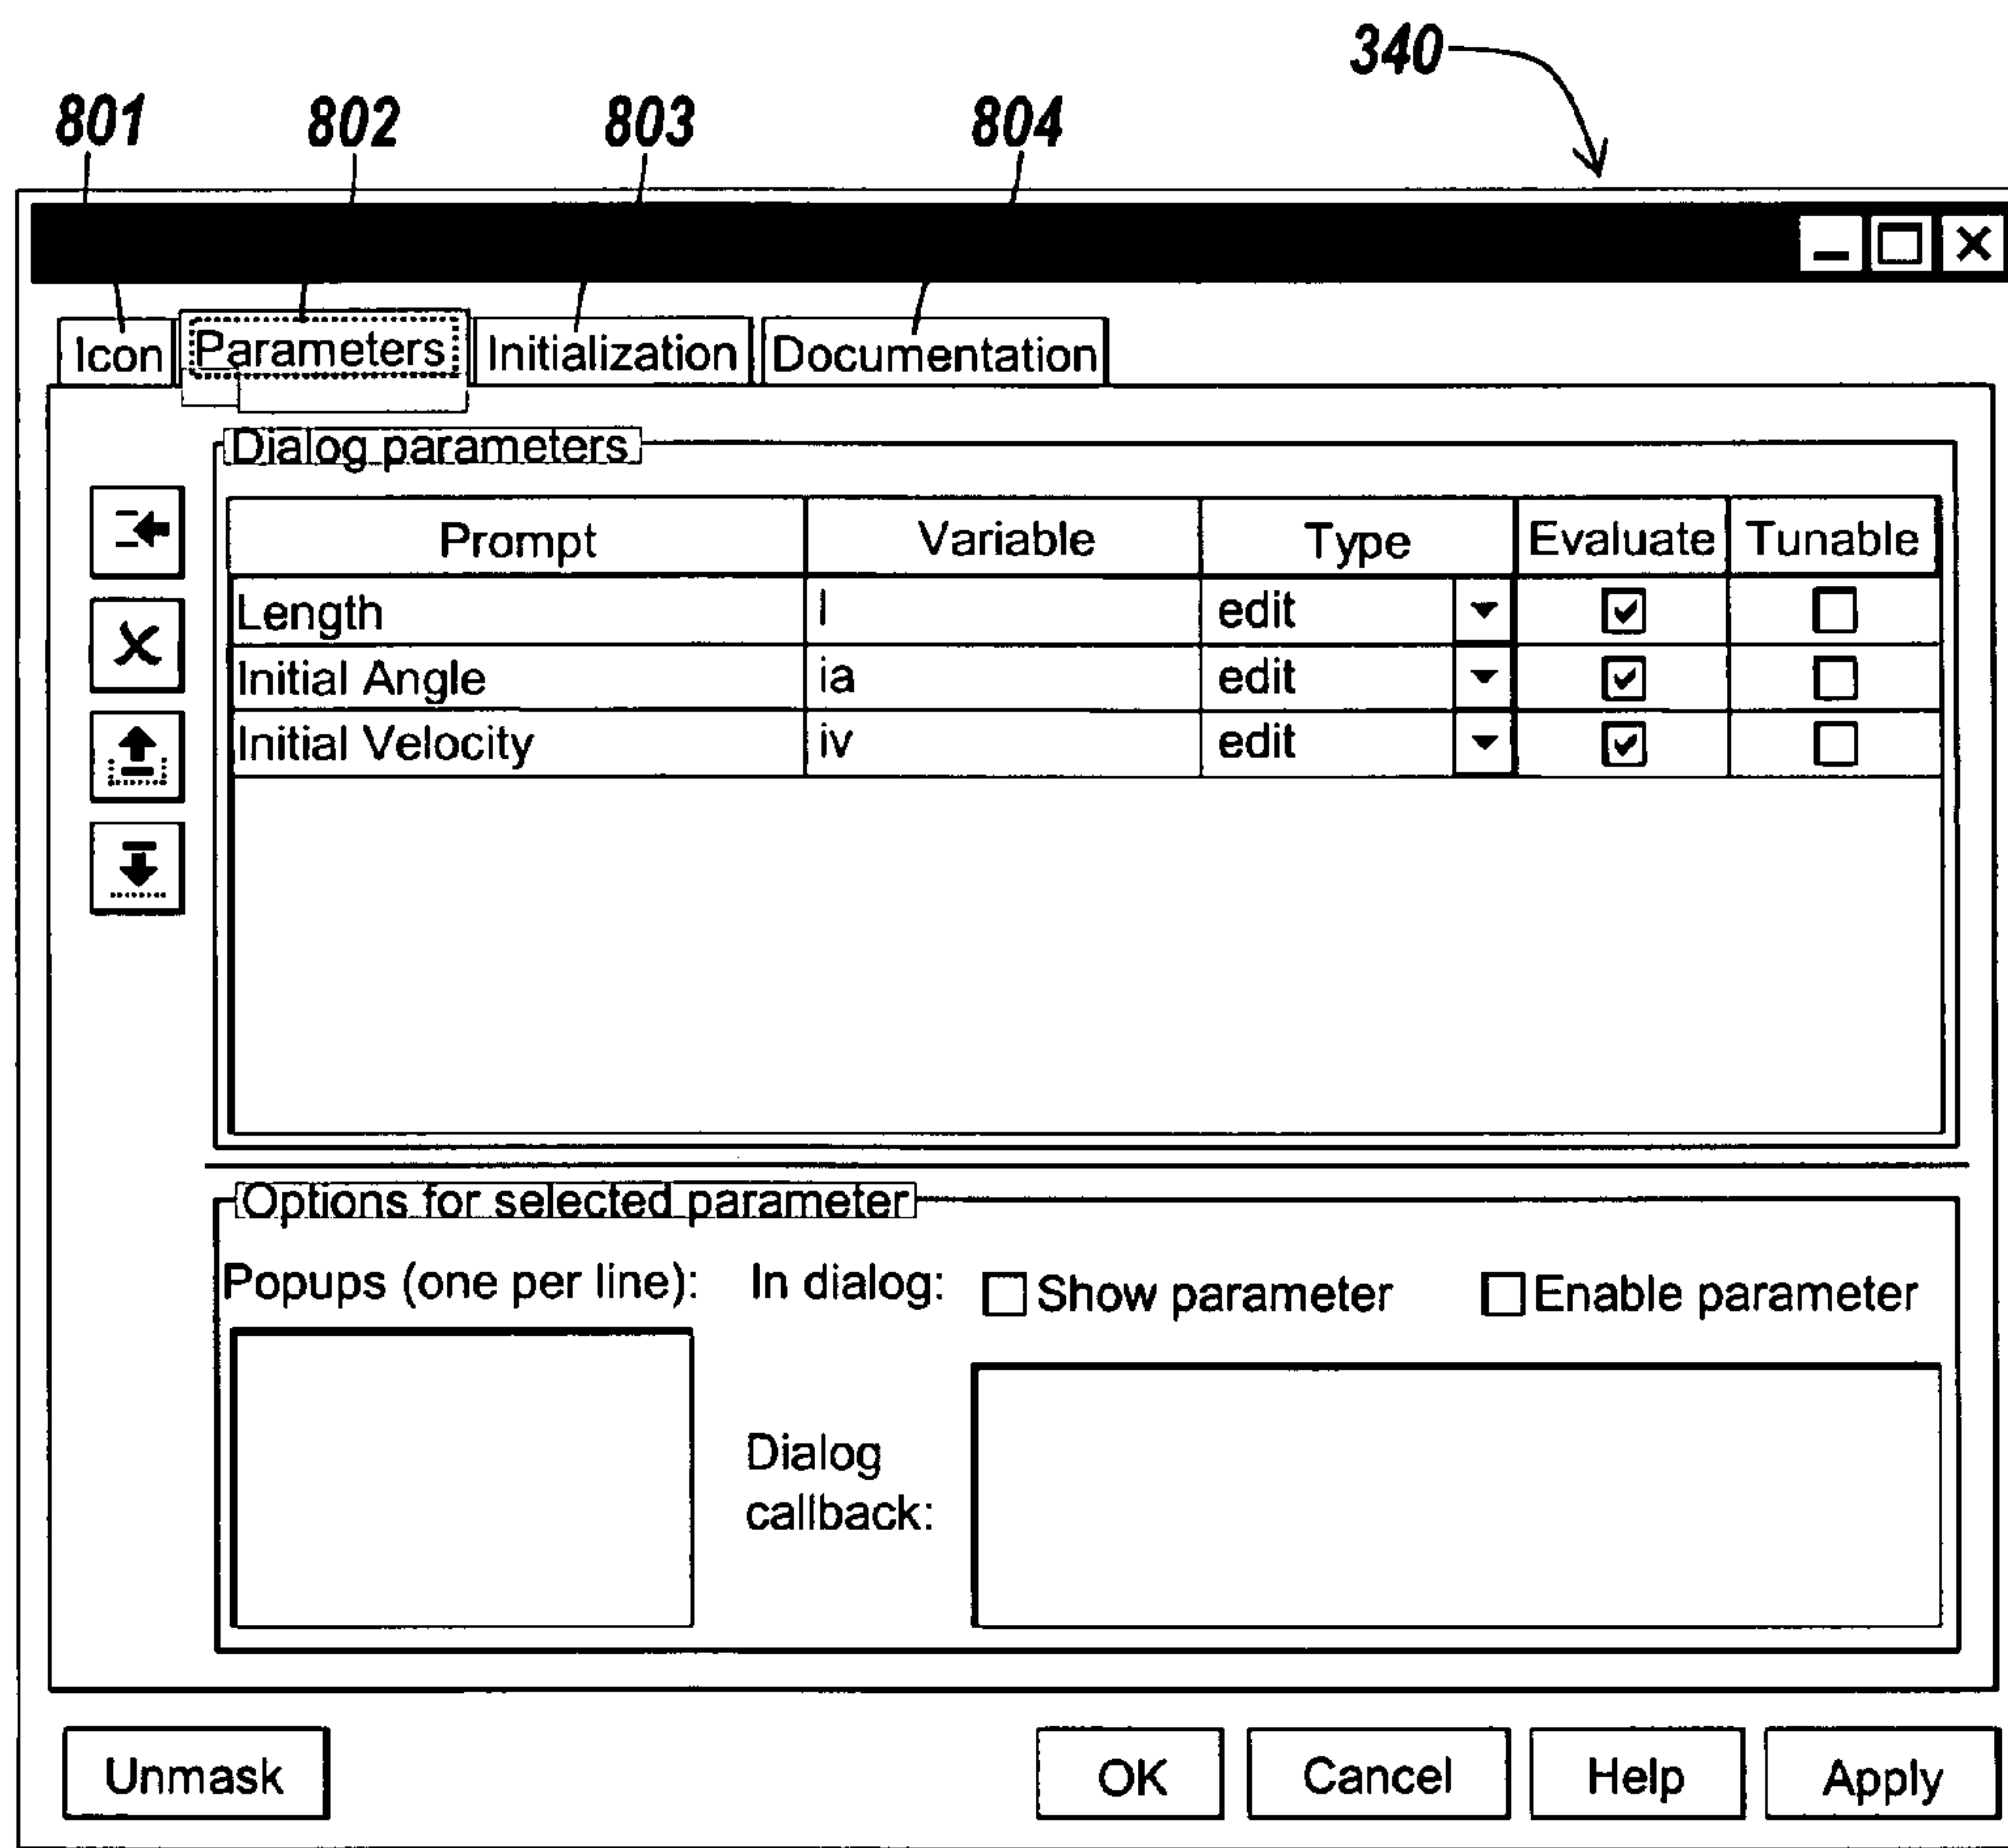 340
801 802 803 804
Icon Parameters Initialization Documentation
Dialog parameters
Prompt Variable Type Evaluate Tunable
Length l edit
Initial Angle ia edit
Initial Velocity iv edit
Options for selected parameter
Popups (one per line): In dialog: Show parameter Enable parameter
Dialog
callback:
Unmask OK Cancel Help Apply